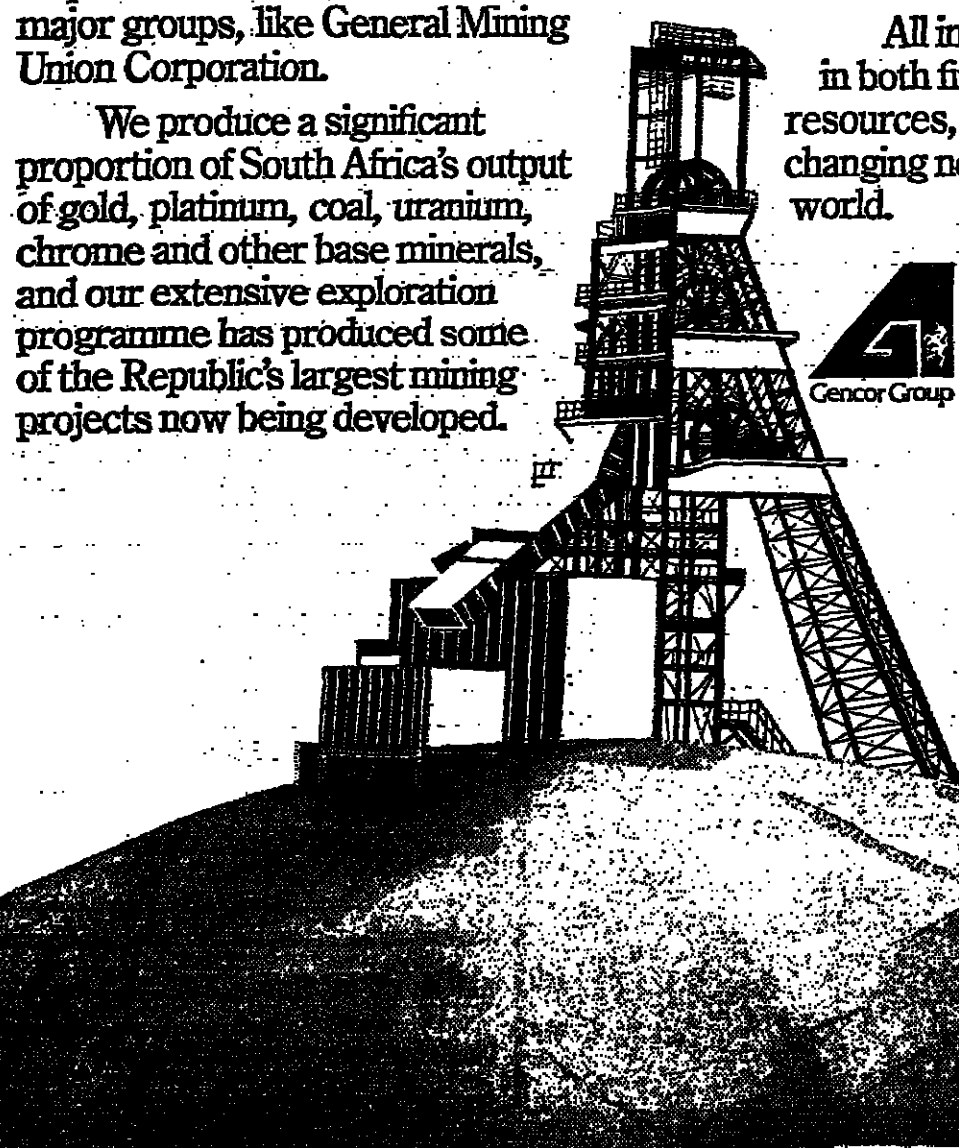 major groups, like General Mining
Union Corporation.
We produce a significant
proportion of South Africa's output
of gold, platinum, coal, uranium,
chrome and other base minerals,
and our extensive exploration
programme has produced some
of the Republic's largest mining
projects now being developed.
All in
in both
resources,
changing
world.
Gencor Group